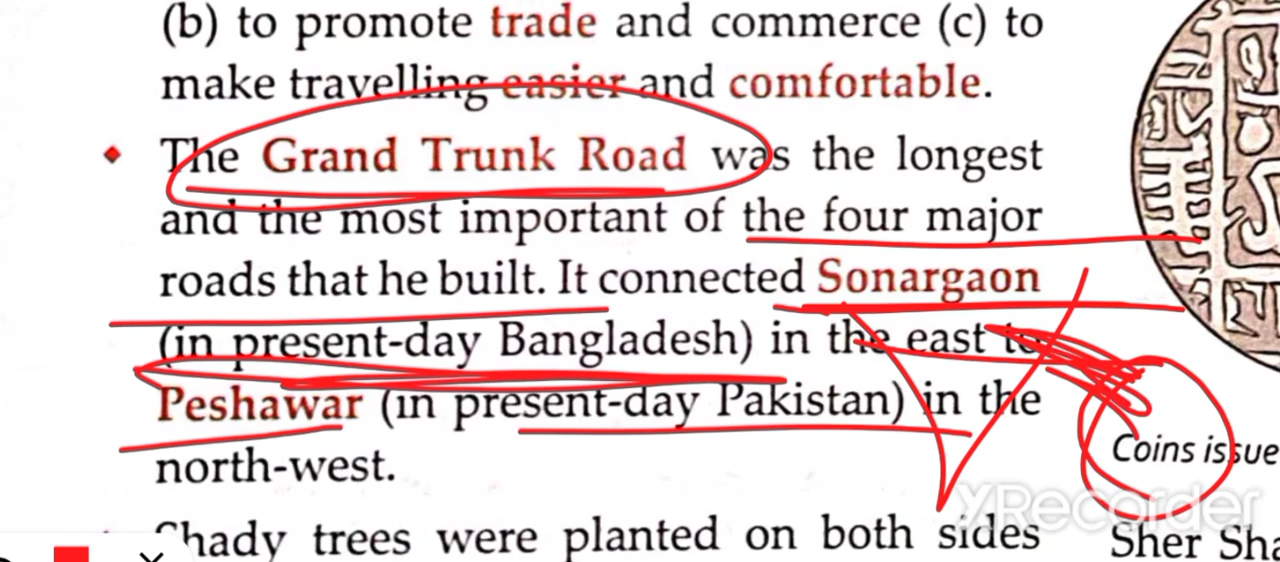 (b) to promote trade and commerce (c) to
make travelling easier and comfortable.
The Grand Trunk Road was the longest
and the most important of the four major
roads that he built. It connected Sonargaon
(in present-day Bangladesh) in the east to
Peshawar (in present-day Pakistan) in the
north-west.
Shady trees were planted on both sides
Coins issue
Sher Sha
XRecorder